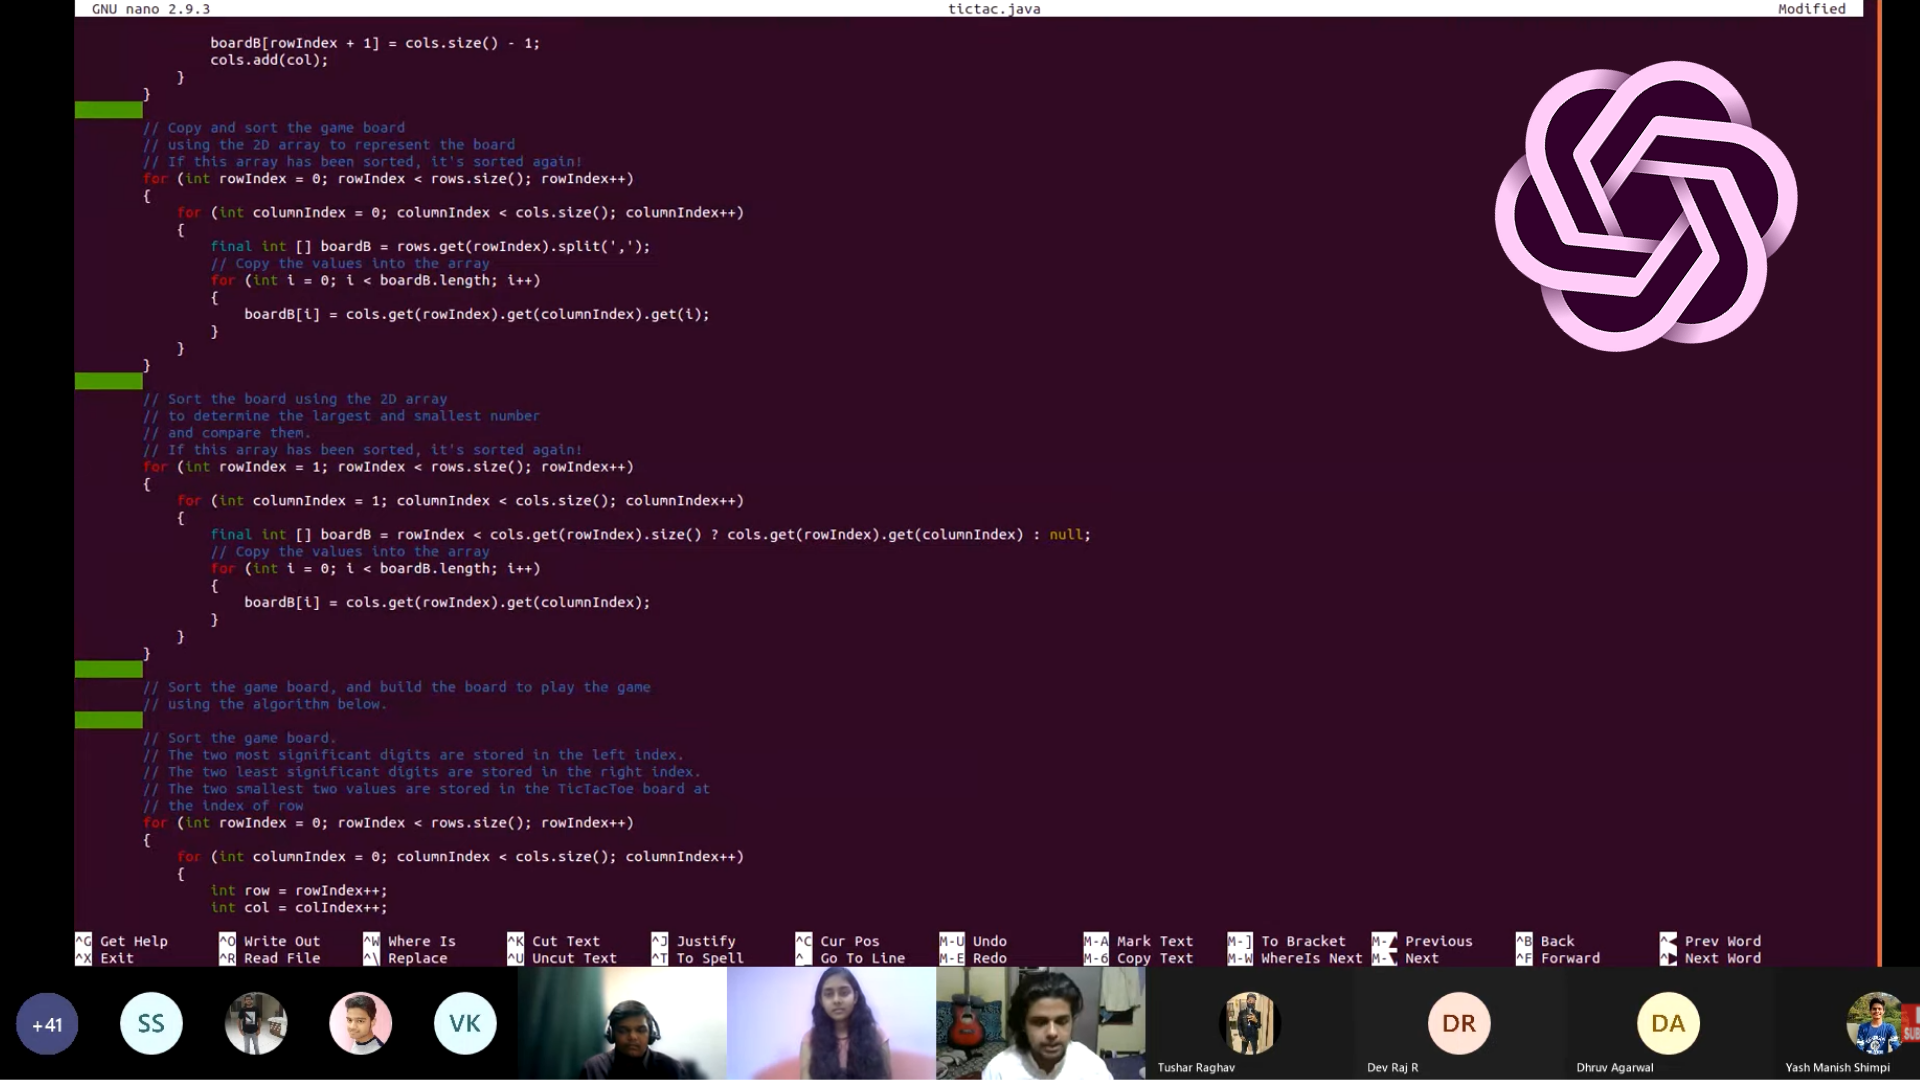 GNU nano 2.9.3 tictac.java Modified
boardB[rowIndex + 1] = cols.size() - 1;
cols.add(col);
}
}
// Copy and sort the game board
// using the 2D array to represent the board
// If this array has been sorted, it's sorted again!
for (int rowIndex = 0; rowIndex < rows.size(); rowIndex++)
{
for (int columnIndex = 0; columnIndex < cols.size(); columnIndex++)
{
final int [] boardB = rows.get(rowIndex).split(',');
// Copy the values into the array
for (int i = 0; i < boardB.length; i++)
{
boardB[i] = cols.get(rowIndex).get(columnIndex).get(i);
}
}
}
// Sort the board using the 2D array
// to determine the largest and smallest number
// and compare them.
// If this array has been sorted, it's sorted again!
for (int rowIndex = 1; rowIndex < rows.size(); rowIndex++)
{
for (int columnIndex = 1; columnIndex < cols.size(); columnIndex++)
{
final int [] boardB = rowIndex < cols.get(rowIndex).size() ? cols.get(rowIndex).get(columnIndex) : null;
// Copy the values into the array
for (int i = 0; i < boardB.length; i++)
{
boardB[i] = cols.get(rowIndex).get(columnIndex);
}
}
}
// Sort the game board, and build the board to play the game
// using the algorithm below.
// Sort the game board.
// The two most significant digits are stored in the left index.
// The two least significant digits are stored in the right index.
// The two smallest two values are stored in the TicTacToe board at
// the index of row
for (int rowIndex = 0; rowIndex < rows.size(); rowIndex++)
{
for (int columnIndex = 0; columnIndex < cols.size(); columnIndex++)
{
int row = rowIndex++;
int col = colIndex++;
^G Get Help ^O Write Out ^W Where Is ^K Cut Text ^J Justify ^C Cur Pos M-U Undo M-A Mark Text M-] To Bracket M-▲ Previous ^B Back ^◀ Prev Word
^X Exit ^R Read File ^\ Replace ^U Uncut Text ^T To Spell ^_ Go To Line M-E Redo M-6 Copy Text M-W WhereIs Next M-▼ Next ^F Forward ^▶ Next Word
+41 SS VK DR DA
Tushar Raghav Dev Raj R Dhruv Agarwal Yash Manish Shimpi